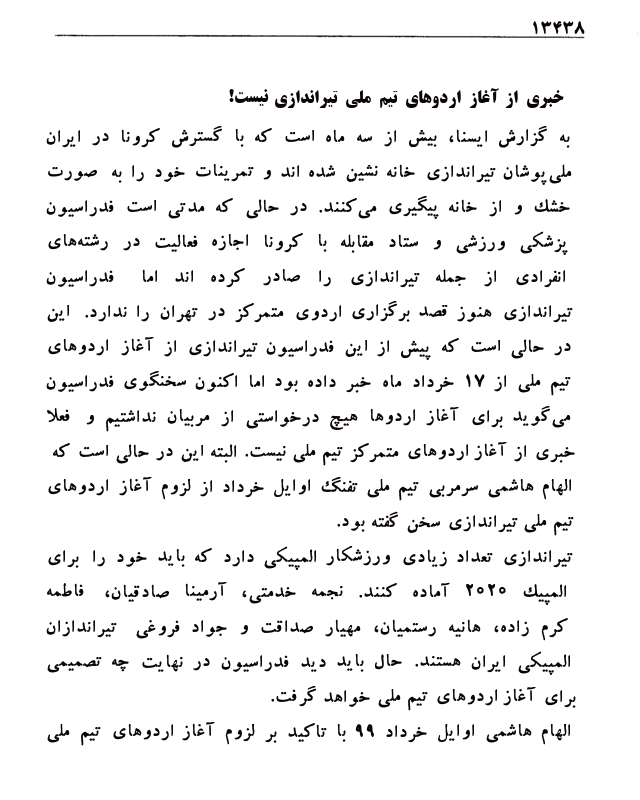 ۱۳۴۳۸
خبری از آغاز اردوهای تیم ملی تیراندازی نیست!
به گزارش ایسنا، بیش از سه ماه است که با گسترش کرونا در ایران
ملی‌پوشان تیراندازی خانه نشین شده اند و تمرینات خود را به صورت
خشک و از خانه پیگیری می‌کنند. در حالی که مدتی است فدراسیون
پزشکی ورزشی و ستاد مقابله با کرونا اجازه فعالیت در رشته‌های
انفرادی از جمله تیراندازی را صادر کرده اند اما فدراسیون
تیراندازی هنوز قصد برگزاری اردوی متمرکز در تهران را ندارد. این
در حالی است که پیش از این فدراسیون تیراندازی از آغاز اردوهای
تیم ملی از ۱۷ خرداد ماه خبر داده بود اما اکنون سخنگوی فدراسیون
می‌گوید برای آغاز اردوها هیچ درخواستی از مربیان نداشتیم و فعلا
خبری از آغاز اردوهای متمرکز تیم ملی نیست. البته این در حالی است که
الهام هاشمی سرمربی تیم ملی تفنگ اوایل خرداد از لزوم آغاز اردوهای
تیم ملی تیراندازی سخن گفته بود.
تیراندازی تعداد زیادی ورزشکار المپیکی دارد که باید خود را برای
المپیک ۲۰۲۰ آماده کنند. نجمه خدمتی، آرمینا صادقیان، فاطمه
کرم زاده، هانیه رستمیان، مهیار صداقت و جواد فروغی تیراندازان
المپیکی ایران هستند. حال باید دید فدراسیون در نهایت چه تصمیمی
برای آغاز اردوهای تیم ملی خواهد گرفت.
الهام هاشمی اوایل خرداد ۹۹ با تاکید بر لزوم آغاز اردوهای تیم ملی